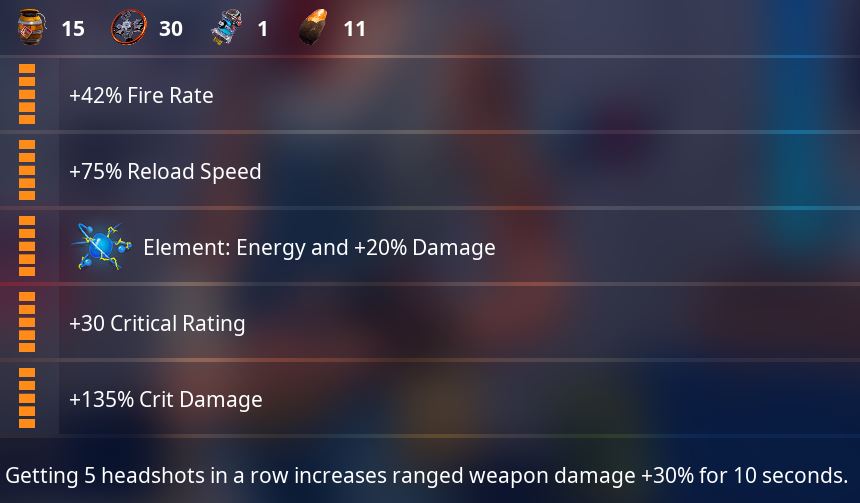 15 30 1 11
+42% Fire Rate
+75% Reload Speed
Element: Energy and +20% Damage
+30 Critical Rating
+135% Crit Damage
Getting 5 headshots in a row increases ranged weapon damage +30% for 10 seconds.